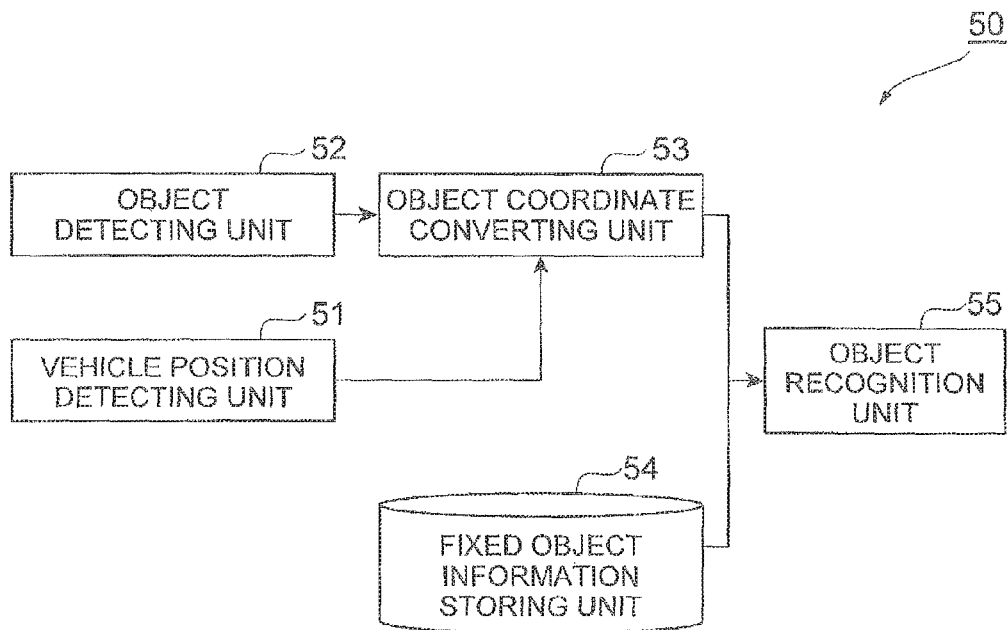 50
52
OBJECT
DETECTING UNIT
53
OBJECT COORDINATE
CONVERTING UNIT
51
VEHICLE POSITION
DETECTING UNIT
55
OBJECT
RECOGNITION
UNIT
54
FIXED OBJECT
INFORMATION
STORING UNIT